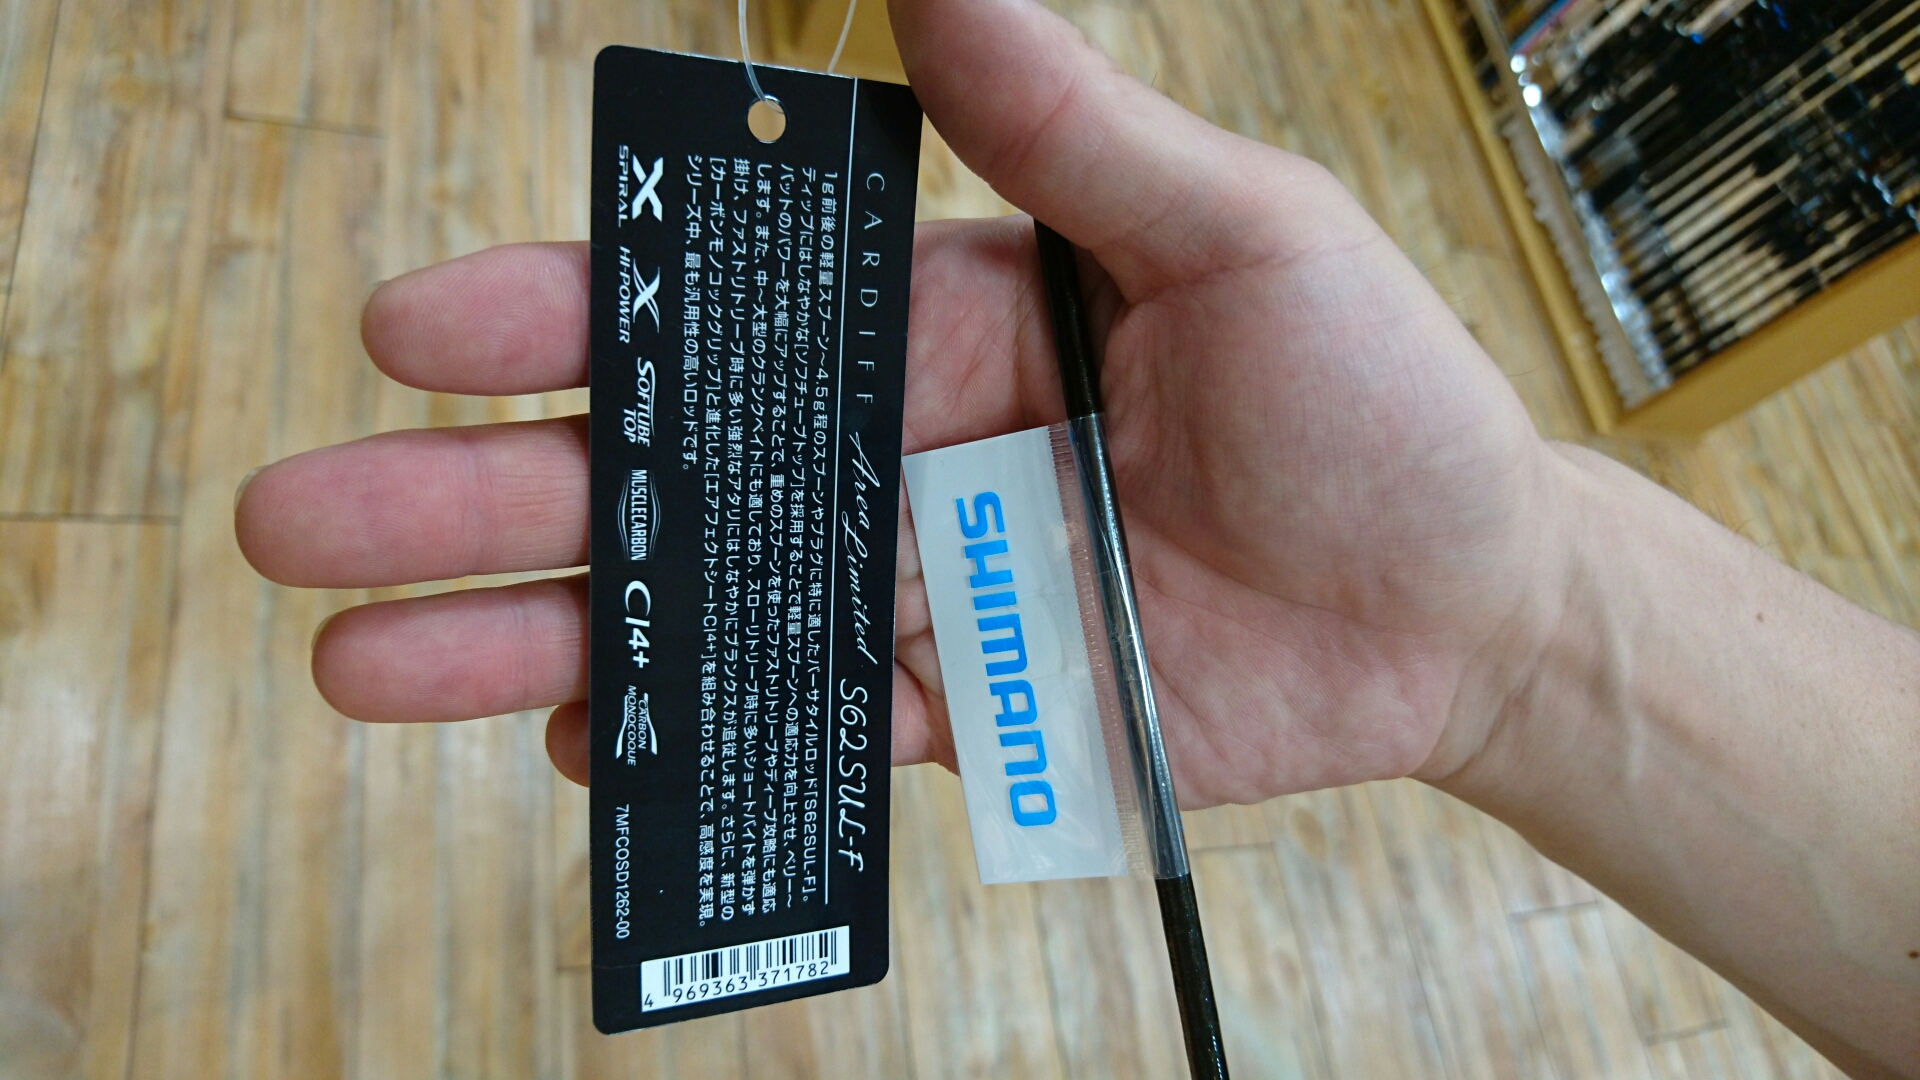 CARDIFF Area Limited S62SUL-F
1g前後の軽量スプーン～4.5g程のスプーンやプラグに特に適したバーサタイルロッド「S62SUL-F」。
ティップにはしなやかな[ソフチューブトップ]を採用することで軽量スプーンへの適応力を向上させ、ベリー～
バットのパワーを大幅にアップすることで、重めのスプーンを使ったファストリトリーブやディープ攻略にも適応
します。また、中～大型のクランクベイトにも適しており、スローリトリーブ時に多いショートバイトを弾かず
掛け、ファストリトリーブ時に多い強烈なアタリにはしなやかにブランクスが追従します。さらに、新型の
[カーボンモノコックグリップ]と進化した[エアフェクトシートCI4+]を組み合わせることで、高感度を実現。
シリーズ中、最も汎用性の高いロッドです。
X SPIRAL X HI-POWER SOFTUBE TOP MUSCLECARBON CI4+ CARBON MONOCOQUE
7MFCOSD1262-00
4 969363 371782
SHIMANO